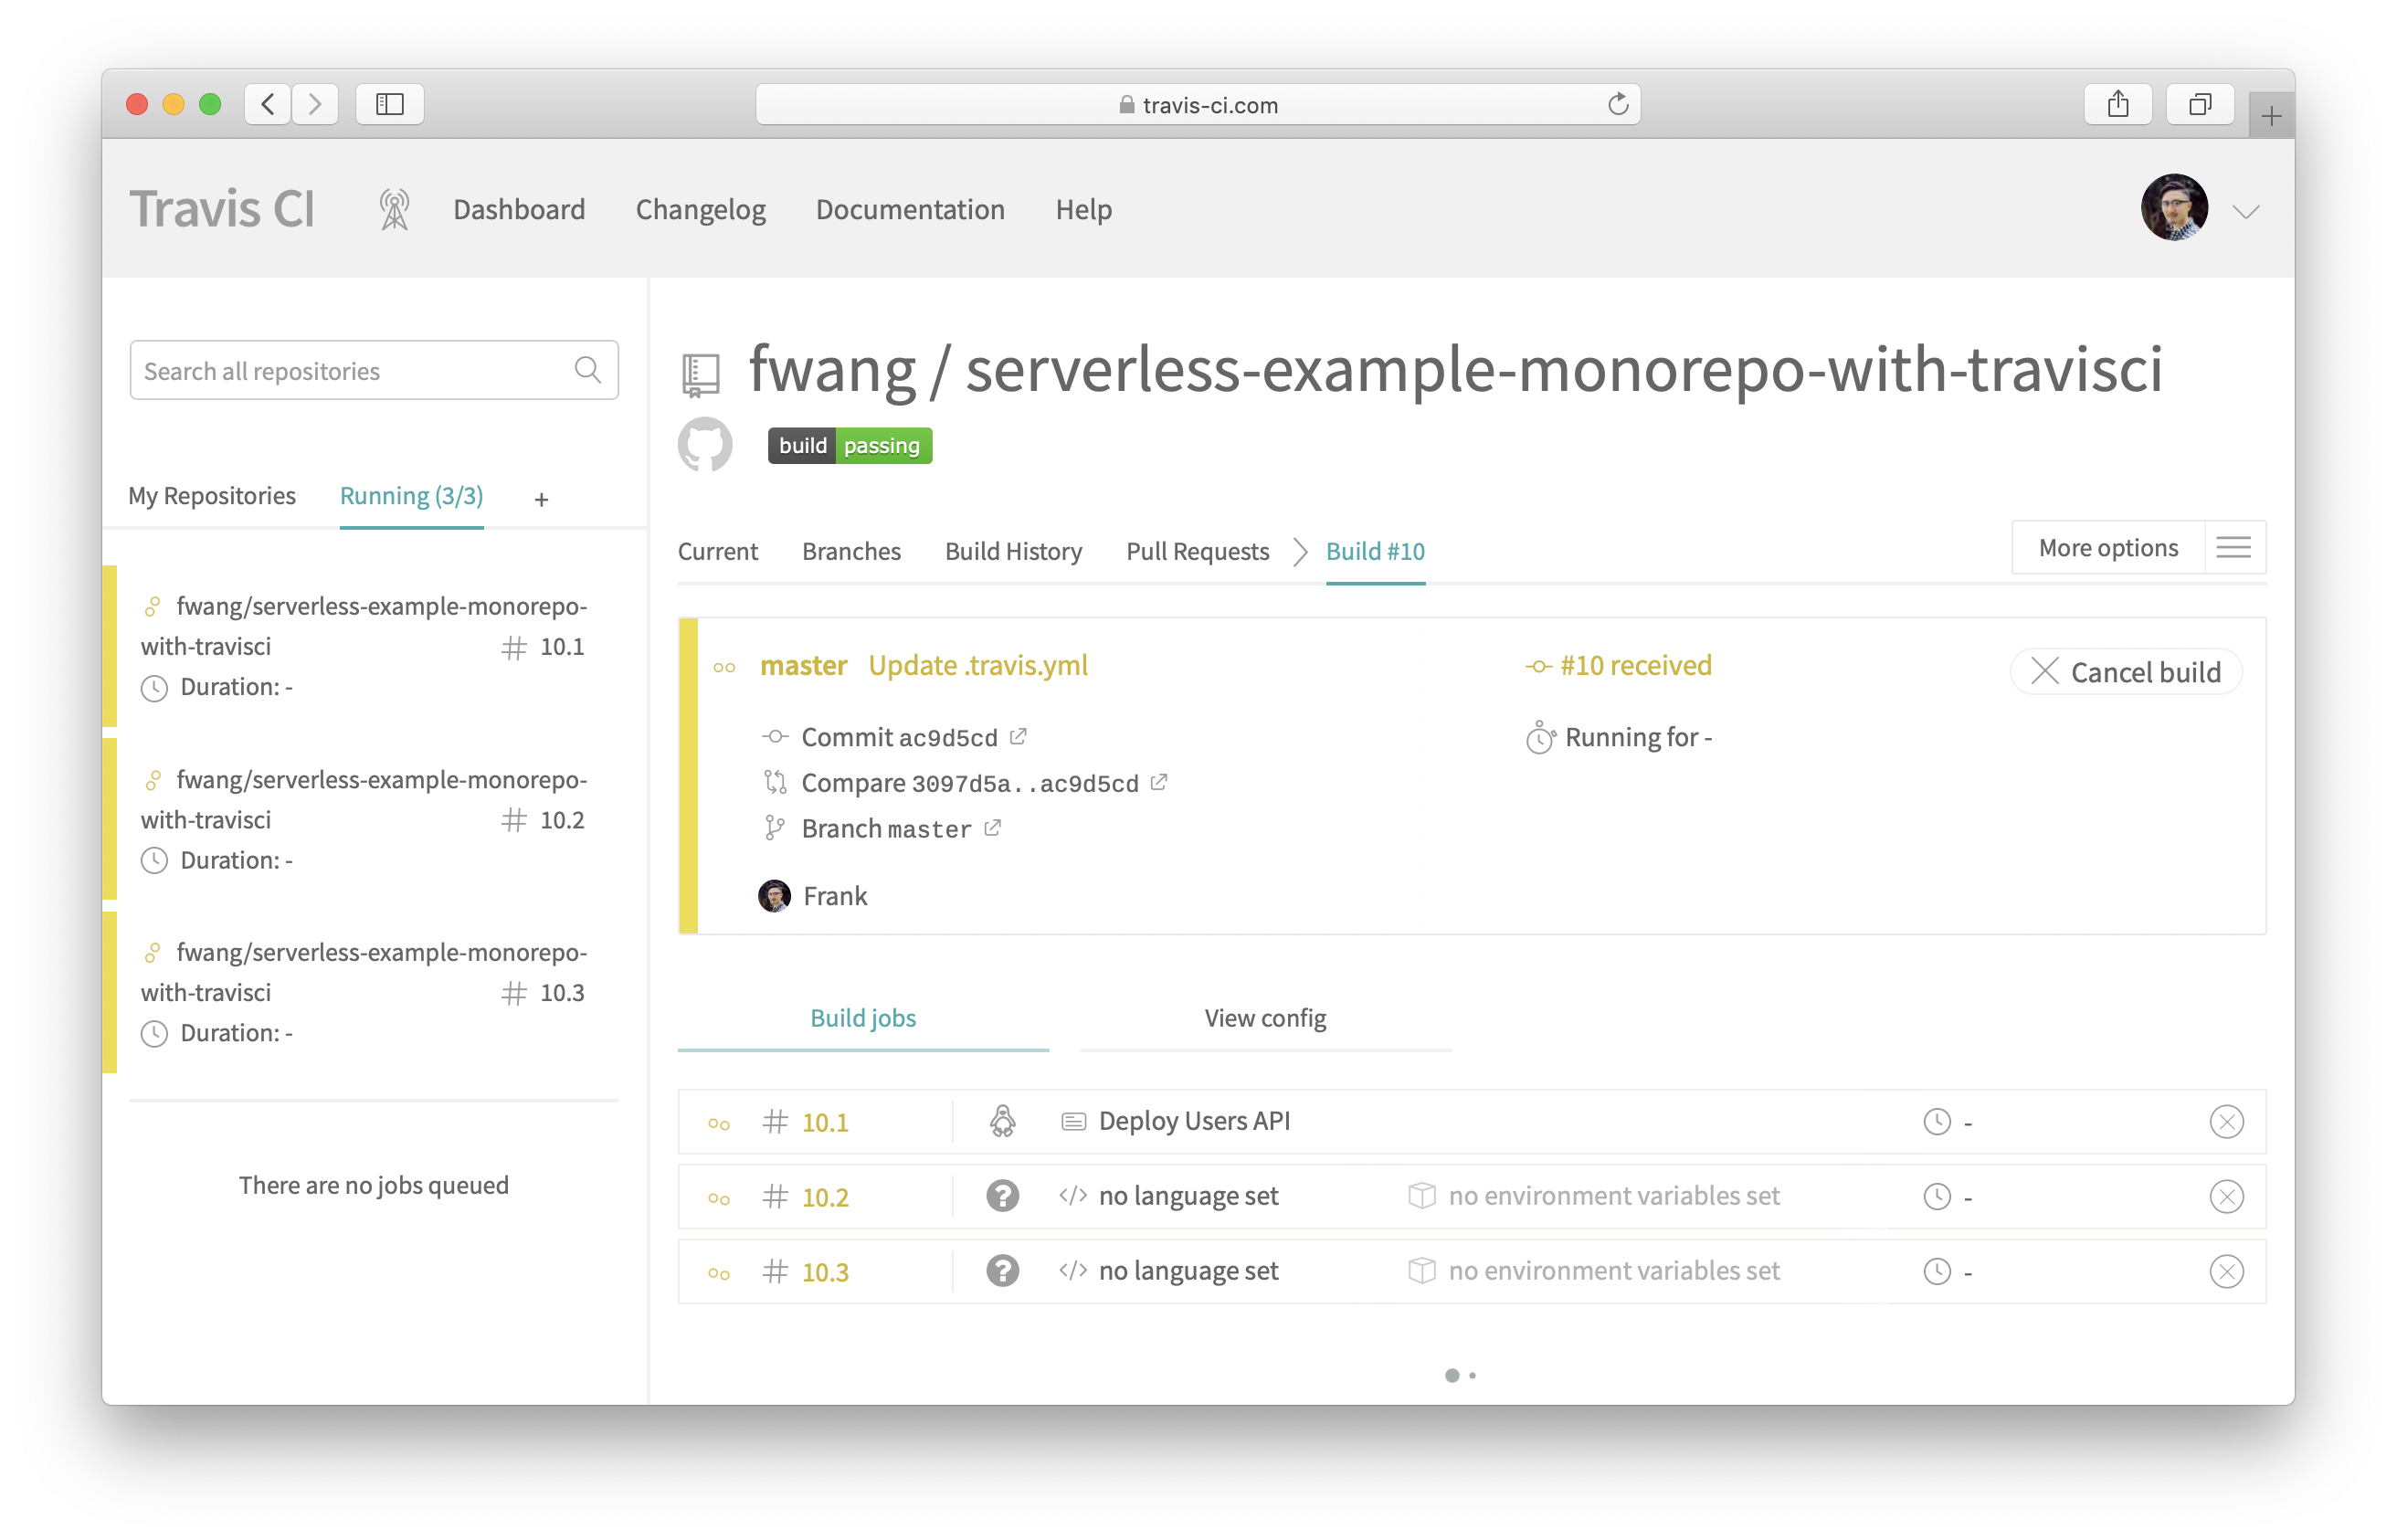 travis-ci.com
Travis CI
Dashboard
Changelog
Documentation
Help
Search all repositories
My Repositories
Running (3/3)
+
fwang/serverless-example-monorepo-
with-travisci
# 10.1
Duration: -
fwang/serverless-example-monorepo-
with-travisci
# 10.2
Duration: -
fwang/serverless-example-monorepo-
with-travisci
# 10.3
Duration: -
There are no jobs queued
fwang / serverless-example-monorepo-with-travisci
build passing
Current
Branches
Build History
Pull Requests
Build #10
More options
master Update .travis.yml
Commit ac9d5cd
Compare 3097d5a..ac9d5cd
Branch master
Frank
#10 received
Running for -
Cancel build
Build jobs
View config
# 10.1 Deploy Users API -
# 10.2 ? </> no language set no environment variables set -
# 10.3 ? </> no language set no environment variables set -